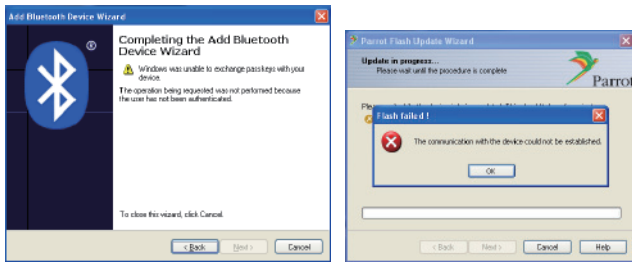 Add Bluetooth Device Wizard
®
Completing the Add Bluetooth
Device Wizard
Windows was unable to exchange passkeys with your
device.
The operation being requested was not performed because
the user has not been authenticated.
To close this wizard, click Cancel.
< Back
Next >
Cancel
Parrot Flash Update Wizard
Update in progress...
Please wait until the procedure is complete
Parrot
Flash failed !
The communication with the device could not be established.
OK
< Back
Next >
Cancel
Help